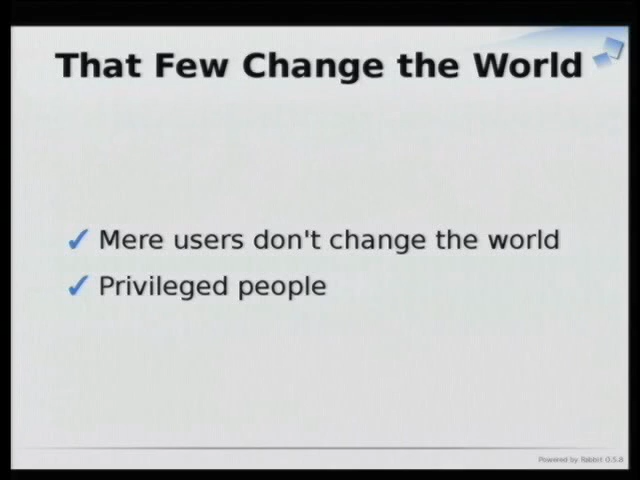 That Few Change the World
✓ Mere users don't change the world
✓ Privileged people
Powered by Rabbit 0.5.8